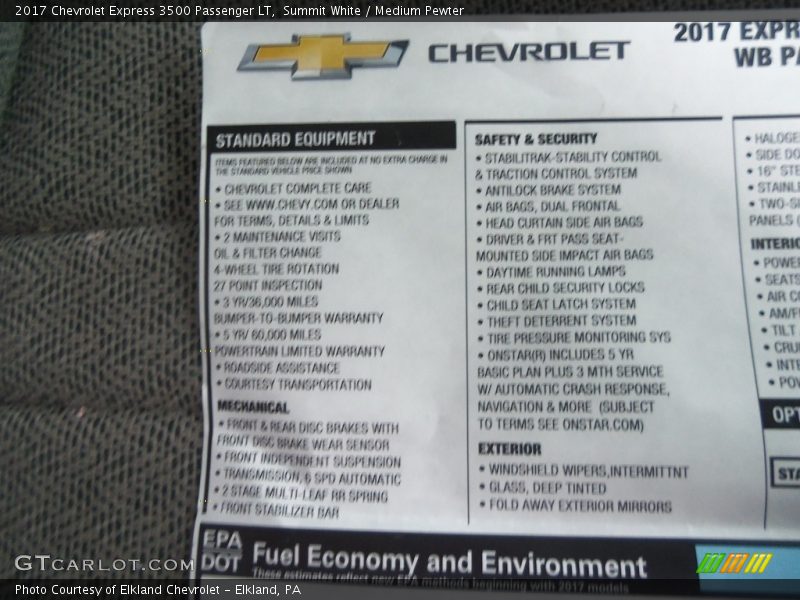 2017 Chevrolet Express 3500 Passenger LT, Summit White / Medium Pewter
CHEVROLET
2017 EXPR
WB PA
STANDARD EQUIPMENT
ITEMS FEATURED BELOW ARE INCLUDED AT NO EXTRA CHARGE IN
THE STANDARD VEHICLE PRICE SHOWN
• CHEVROLET COMPLETE CARE
• SEE WWW.CHEVY.COM OR DEALER
FOR TERMS, DETAILS & LIMITS
• 2 MAINTENANCE VISITS
OIL & FILTER CHANGE
4-WHEEL TIRE ROTATION
27 POINT INSPECTION
• 3 YR/36,000 MILES
BUMPER-TO-BUMPER WARRANTY
• 5 YR/ 60,000 MILES
POWERTRAIN LIMITED WARRANTY
• ROADSIDE ASSISTANCE
• COURTESY TRANSPORTATION
MECHANICAL
• FRONT & REAR DISC BRAKES WITH
FRONT DISC BRAKE WEAR SENSOR
• FRONT INDEPENDENT SUSPENSION
• TRANSMISSION, 6 SPD AUTOMATIC
• 2 STAGE MULTI-LEAF RR SPRING
• FRONT STABILIZER BAR
SAFETY & SECURITY
• STABILITRAK-STABILITY CONTROL
& TRACTION CONTROL SYSTEM
• ANTILOCK BRAKE SYSTEM
• AIR BAGS, DUAL FRONTAL
• HEAD CURTAIN SIDE AIR BAGS
• DRIVER & FRT PASS SEAT-
MOUNTED SIDE IMPACT AIR BAGS
• DAYTIME RUNNING LAMPS
• REAR CHILD SECURITY LOCKS
• CHILD SEAT LATCH SYSTEM
• THEFT DETERRENT SYSTEM
• TIRE PRESSURE MONITORING SYS
• ONSTAR(R) INCLUDES 5 YR
BASIC PLAN PLUS 3 MTH SERVICE
W/ AUTOMATIC CRASH RESPONSE,
NAVIGATION & MORE (SUBJECT
TO TERMS SEE ONSTAR.COM)
EXTERIOR
• WINDSHIELD WIPERS,INTERMITTNT
• GLASS, DEEP TINTED
• FOLD AWAY EXTERIOR MIRRORS
• HALOGE
• SIDE DO
• 16" STE
• STAINL
• TWO-S
PANELS (
INTERIO
• POWE
• SEATS
• AIR C
• AM/F
• TILT
• CRU
• INTE
• POV
OPT
STA
EPA
DOT
Fuel Economy and Environment
These estimates reflect new EPA methods beginning with 2017 models
GTCARLOT.COM
Photo Courtesy of Elkland Chevrolet – Elkland, PA